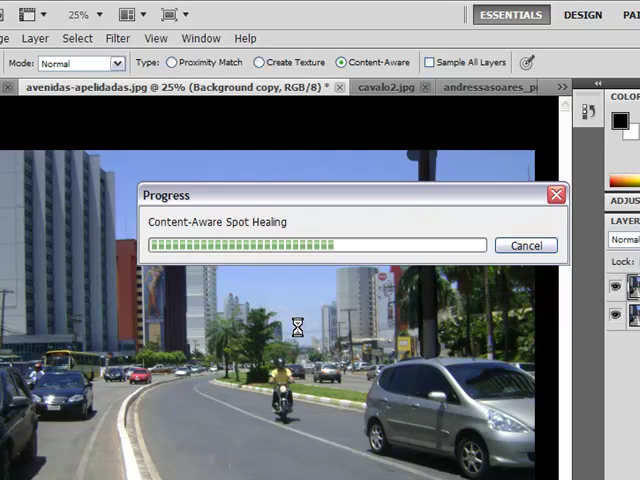 25%
ESSENTIALS
DESIGN
PAI
ge Layer Select Filter View Window Help
Mode: Normal Type: Proximity Match Create Texture Content-Aware Sample All Layers
avenidas-apelidadas.jpg @ 25% (Background copy, RGB/8) * cavalo2.jpg andressasoares_p
COLOR
Progress
Content-Aware Spot Healing
Cancel
ADJUS
LAYER
Normal
Lock: